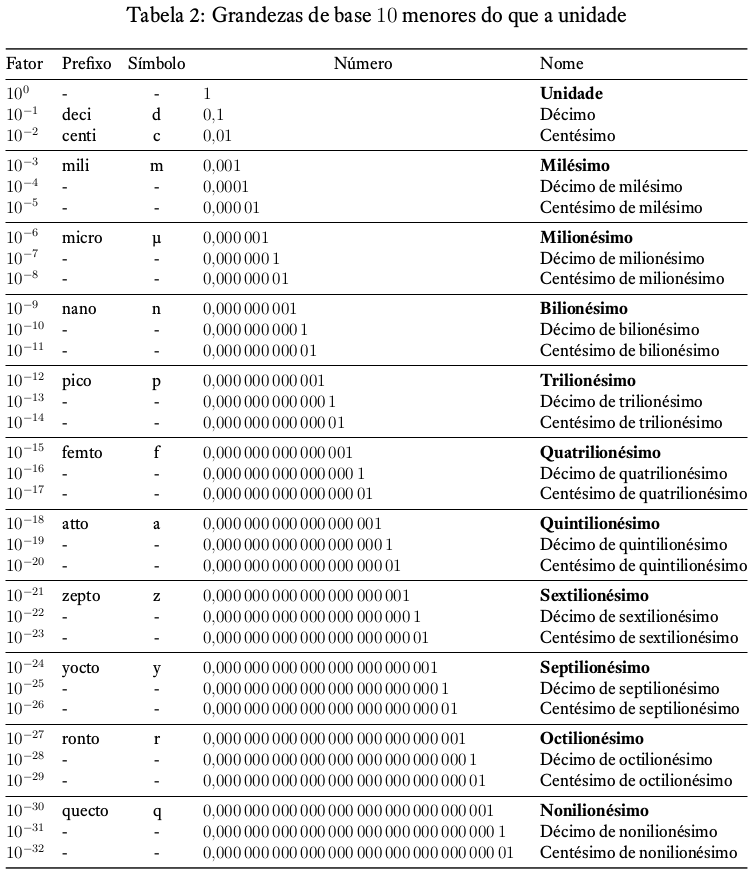 Tabela 2: Grandezas de base 10 menores do que a unidade
Fator Prefixo Símbolo Número Nome
10⁰ - - 1 Unidade
10⁻¹ deci d 0,1 Décimo
10⁻² centi c 0,01 Centésimo
10⁻³ mili m 0,001 Milésimo
10⁻⁴ - - 0,0001 Décimo de milésimo
10⁻⁵ - - 0,000 01 Centésimo de milésimo
10⁻⁶ micro µ 0,000 001 Milionésimo
10⁻⁷ - - 0,000 000 1 Décimo de milionésimo
10⁻⁸ - - 0,000 000 01 Centésimo de milionésimo
10⁻⁹ nano n 0,000 000 001 Bilionésimo
10⁻¹⁰ - - 0,000 000 000 1 Décimo de bilionésimo
10⁻¹¹ - - 0,000 000 000 01 Centésimo de bilionésimo
10⁻¹² pico p 0,000 000 000 001 Trilionésimo
10⁻¹³ - - 0,000 000 000 000 1 Décimo de trilionésimo
10⁻¹⁴ - - 0,000 000 000 000 01 Centésimo de trilionésimo
10⁻¹⁵ femto f 0,000 000 000 000 001 Quatrilionésimo
10⁻¹⁶ - - 0,000 000 000 000 000 1 Décimo de quatrilionésimo
10⁻¹⁷ - - 0,000 000 000 000 000 01 Centésimo de quatrilionésimo
10⁻¹⁸ atto a 0,000 000 000 000 000 001 Quintilionésimo
10⁻¹⁹ - - 0,000 000 000 000 000 000 1 Décimo de quintilionésimo
10⁻²⁰ - - 0,000 000 000 000 000 000 01 Centésimo de quintilionésimo
10⁻²¹ zepto z 0,000 000 000 000 000 000 001 Sextilionésimo
10⁻²² - - 0,000 000 000 000 000 000 000 1 Décimo de sextilionésimo
10⁻²³ - - 0,000 000 000 000 000 000 000 01 Centésimo de sextilionésimo
10⁻²⁴ yocto y 0,000 000 000 000 000 000 000 001 Septilionésimo
10⁻²⁵ - - 0,000 000 000 000 000 000 000 000 1 Décimo de septilionésimo
10⁻²⁶ - - 0,000 000 000 000 000 000 000 000 01 Centésimo de septilionésimo
10⁻²⁷ ronto r 0,000 000 000 000 000 000 000 000 001 Octilionésimo
10⁻²⁸ - - 0,000 000 000 000 000 000 000 000 000 1 Décimo de octilionésimo
10⁻²⁹ - - 0,000 000 000 000 000 000 000 000 000 01 Centésimo de octilionésimo
10⁻³⁰ quecto q 0,000 000 000 000 000 000 000 000 000 001 Nonilionésimo
10⁻³¹ - - 0,000 000 000 000 000 000 000 000 000 000 1 Décimo de nonilionésimo
10⁻³² - - 0,000 000 000 000 000 000 000 000 000 000 01 Centésimo de nonilionésimo